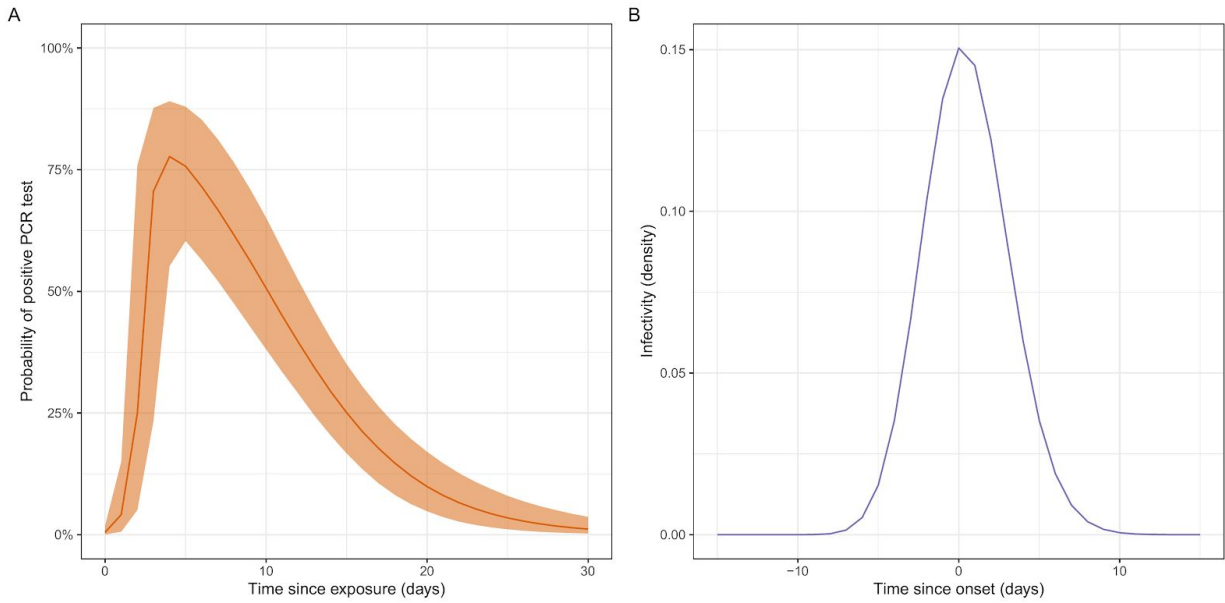 A
100%
75%
50%
25%
0%
Probability of positive PCR test
0 10 20 30
Time since exposure (days)
B
0.15
0.10
0.05
0.00
Infectivity (density)
−10 0 10
Time since onset (days)